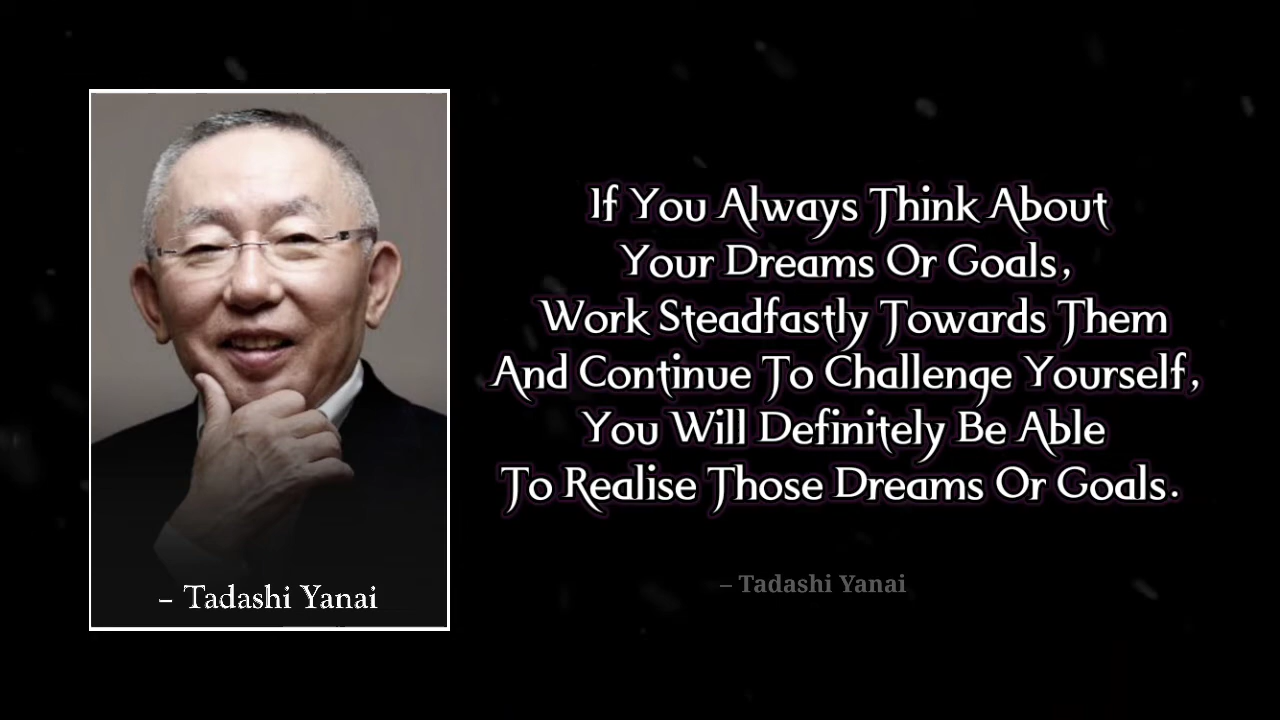 – Tadashi Yanai
If You Always Think About
Your Dreams Or Goals,
Work Steadfastly Towards Them
And Continue To Challenge Yourself,
You Will Definitely Be Able
To Realise Those Dreams Or Goals.
– Tadashi Yanai